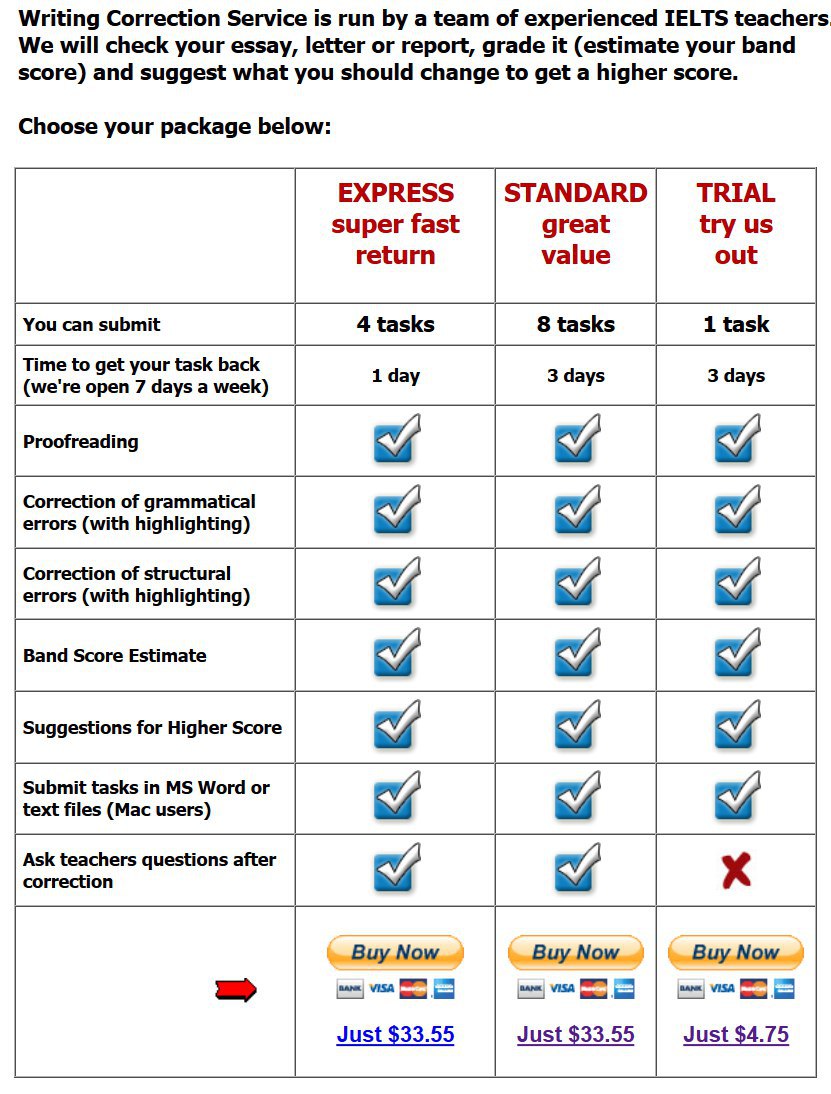 Writing Correction Service is run by a team of experienced IELTS teachers.
We will check your essay, letter or report, grade it (estimate your band
score) and suggest what you should change to get a higher score.
Choose your package below:
EXPRESS
super fast
return
STANDARD
great
value
TRIAL
try us
out
You can submit
4 tasks
8 tasks
1 task
Time to get your task back
(we're open 7 days a week)
1 day
3 days
3 days
Proofreading
Correction of grammatical
errors (with highlighting)
Correction of structural
errors (with highlighting)
Band Score Estimate
Suggestions for Higher Score
Submit tasks in MS Word or
text files (Mac users)
Ask teachers questions after
correction
Buy Now
Buy Now
Buy Now
BANK VISA
BANK VISA
BANK VISA
Just $33.55
Just $33.55
Just $4.75